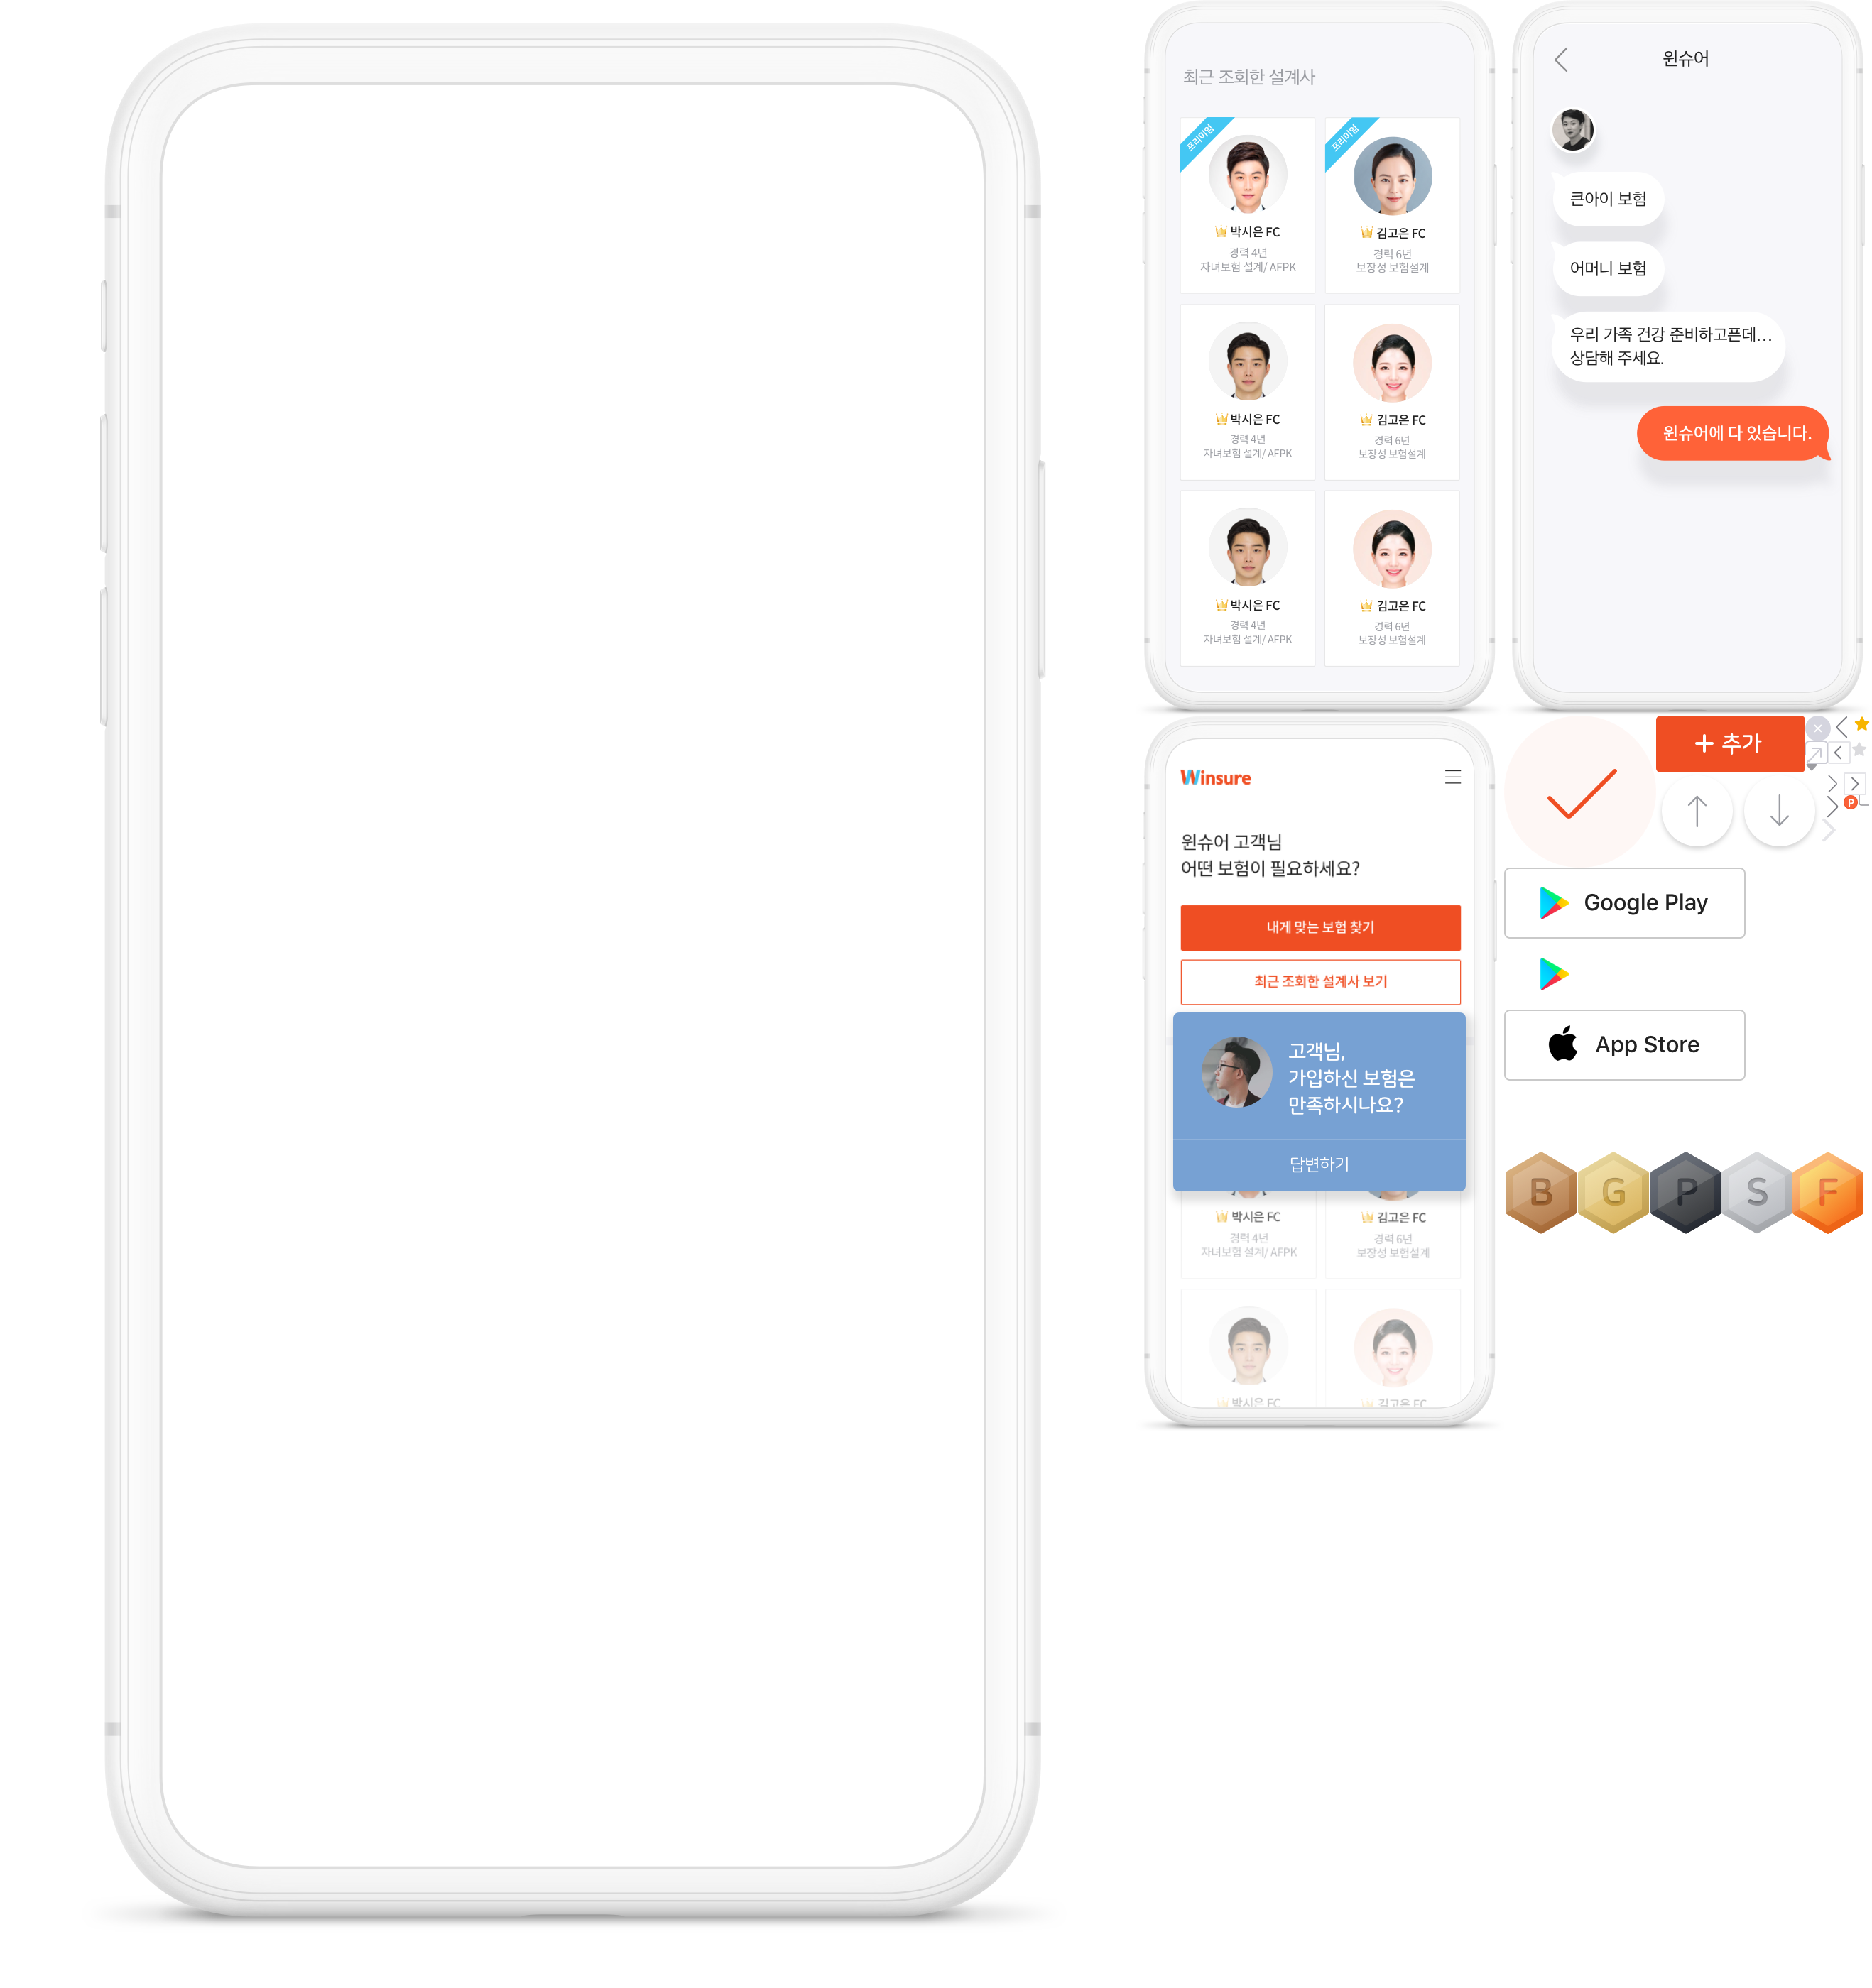 최근 조회한 설계사
프리미엄
프리미엄
박시은 FC
경력 4년
자녀보험 설계/ AFPK
김고은 FC
경력 6년
보장성 보험설계
박시은 FC
경력 4년
자녀보험 설계/ AFPK
김고은 FC
경력 6년
보장성 보험설계
박시은 FC
경력 4년
자녀보험 설계/ AFPK
김고은 FC
경력 6년
보장성 보험설계
윈슈어
큰아이 보험
어머니 보험
우리 가족 건강 준비하고픈데...
상담해 주세요.
윈슈어에 다 있습니다.
Winsure
윈슈어 고객님
어떤 보험이 필요하세요?
내게 맞는 보험 찾기
최근 조회한 설계사 보기
고객님,
가입하신 보험은
만족하시나요?
답변하기
박시은 FC
경력 4년
자녀보험 설계/ AFPK
김고은 FC
경력 6년
보장성 보험설계
박시은 FC
김고은 FC
+ 추가
P
Google Play
App Store
B
G
P
S
F